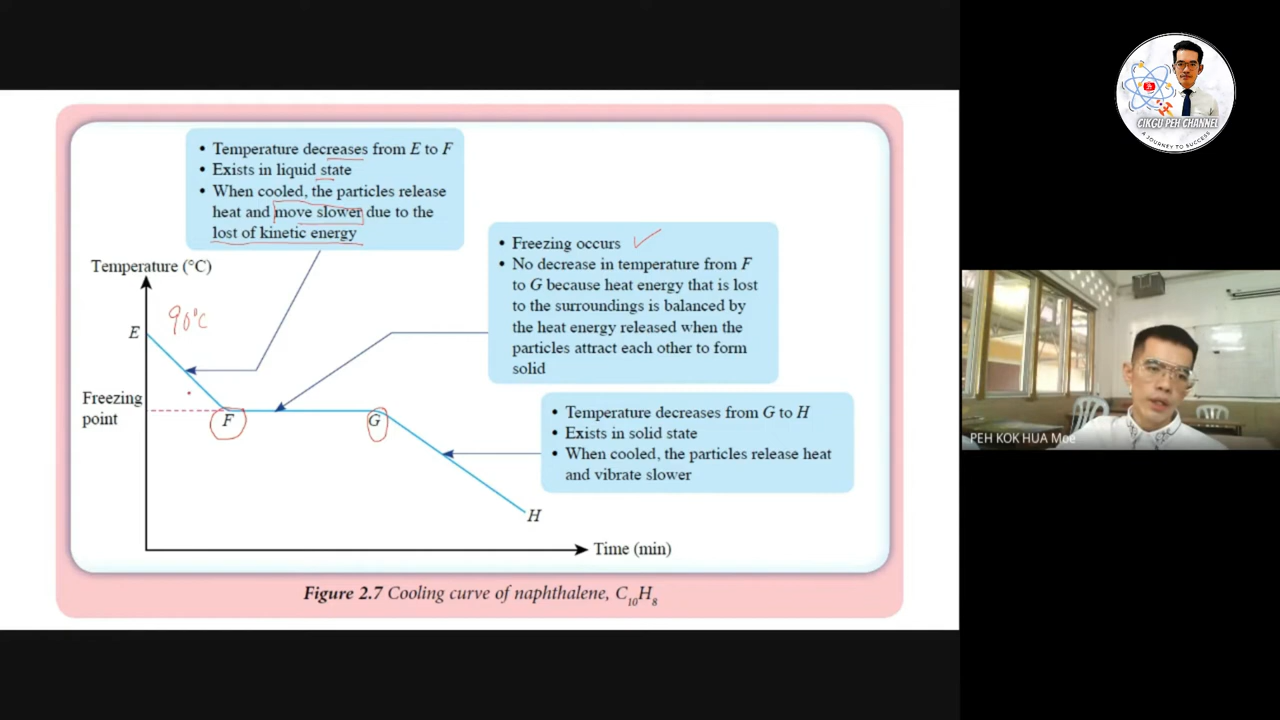 • Temperature decreases from E to F
• Exists in liquid state
• When cooled, the particles release
heat and move slower due to the
lost of kinetic energy
• Freezing occurs
• No decrease in temperature from F
to G because heat energy that is lost
to the surroundings is balanced by
the heat energy released when the
particles attract each other to form
solid
Temperature (°C)
90°C
E
Freezing
point
F
G
• Temperature decreases from G to H
• Exists in solid state
• When cooled, the particles release heat
and vibrate slower
H
Time (min)
Figure 2.7 Cooling curve of naphthalene, C₁₀H₈
CIKGU PEH CHANNEL
A JOURNEY TO SUCCESS
PEH KOK HUA Moe